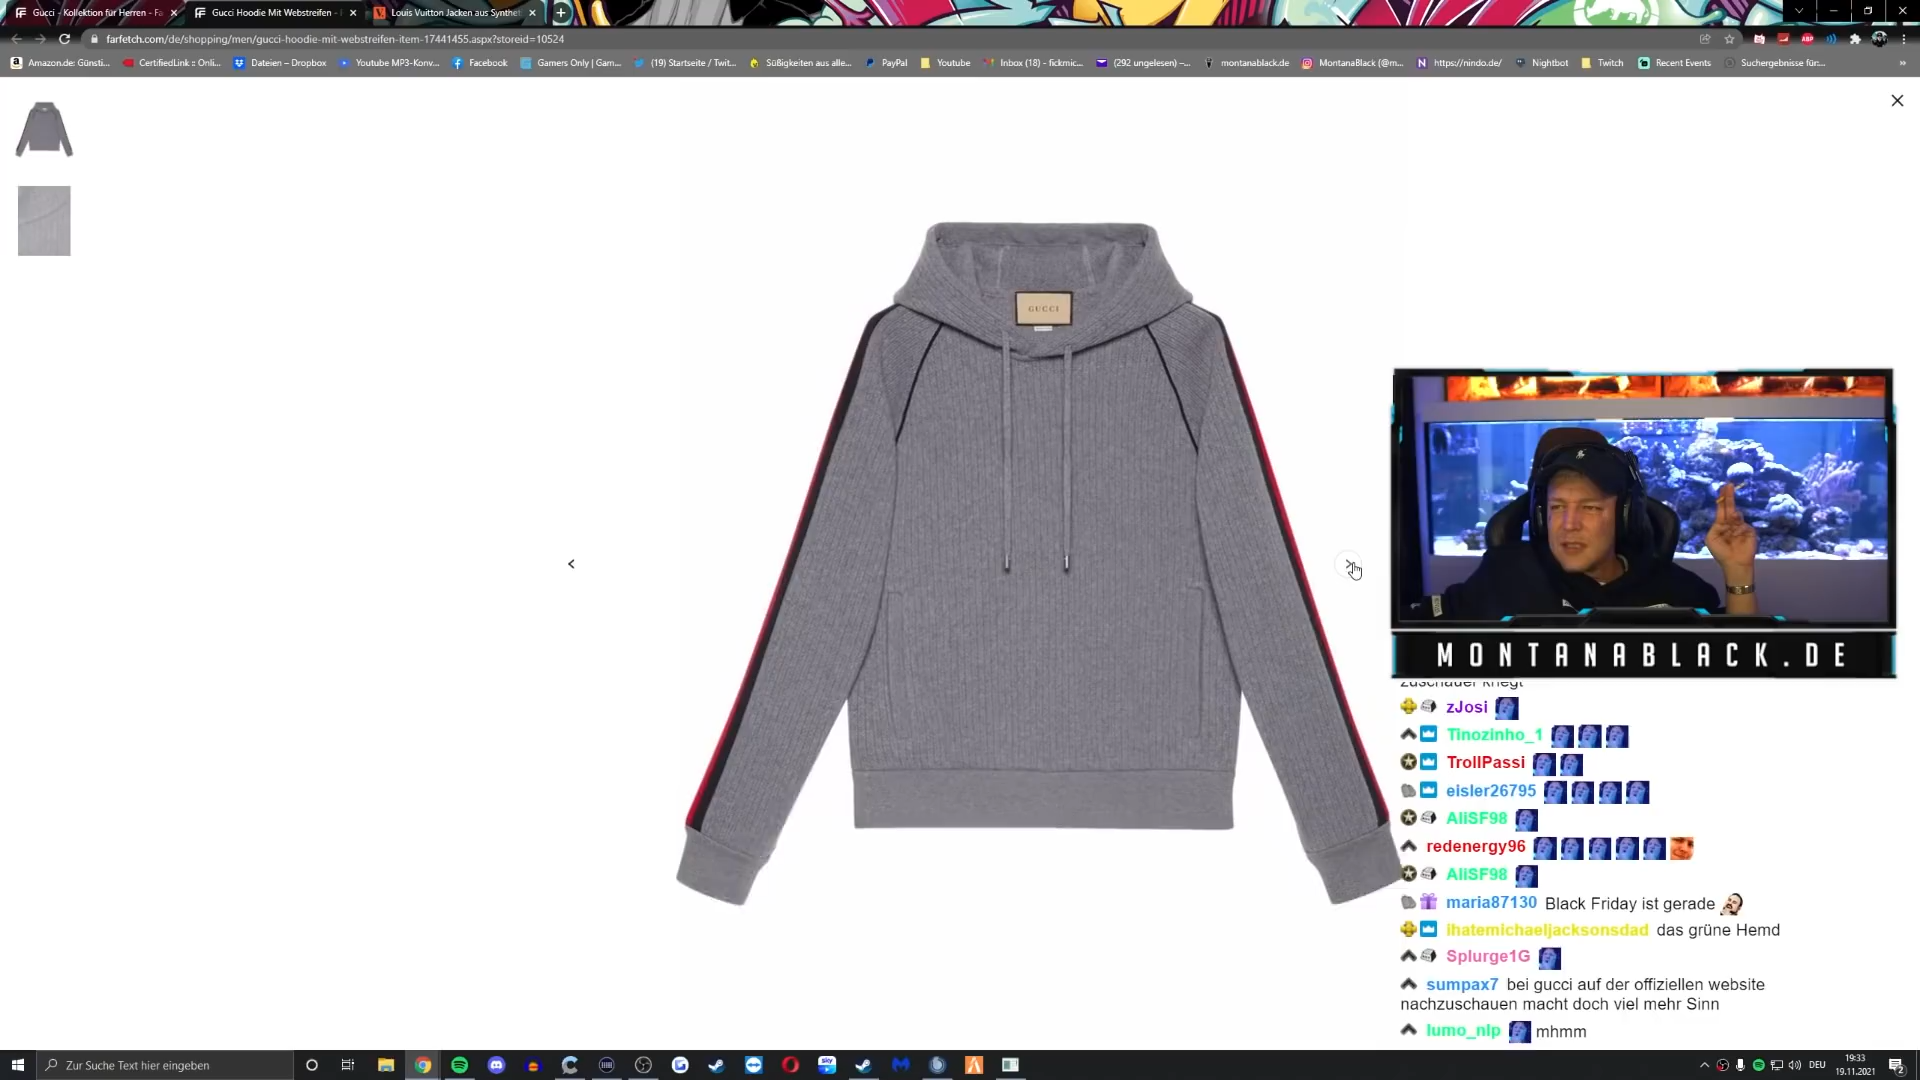 Gucci - Kollektion für Herren - Fa
Gucci Hoodie Mit Webstreifen -
Louis Vuitton Jacken aus Synthet
farfetch.com/de/shopping/men/gucci-hoodie-mit-webstreifen-item-17441455.aspx?storeid=10524
Amazon.de: Günsti...
CertifiedLink :: Onli...
Dateien – Dropbox
Youtube MP3-Konv...
Facebook
Gamers Only | Gam...
(19) Startseite / Twit...
Süßigkeiten aus alle...
PayPal
Youtube
Inbox (18) - fickmic...
(292 ungelesen) –...
montanablack.de
MontanaBlack (@m...
https://nindo.de/
Nightbot
Twitch
Recent Events
Suchergebnisse für:...
GUCCI
MONTANABLACK.DE
zuschauer kriegt
zJosi
Tinozinho_1
TrollPassi
eisler26795
AliSF98
redenergy96
AliSF98
maria87130 Black Friday ist gerade
ihatemichaeljacksonsdad das grüne Hemd
Splurge1G
sumpax7 bei gucci auf der offiziellen website
nachzuschauen macht doch viel mehr Sinn
lumo_nlp mhmm
Zur Suche Text hier eingeben
DEU
19:33
19.11.2021